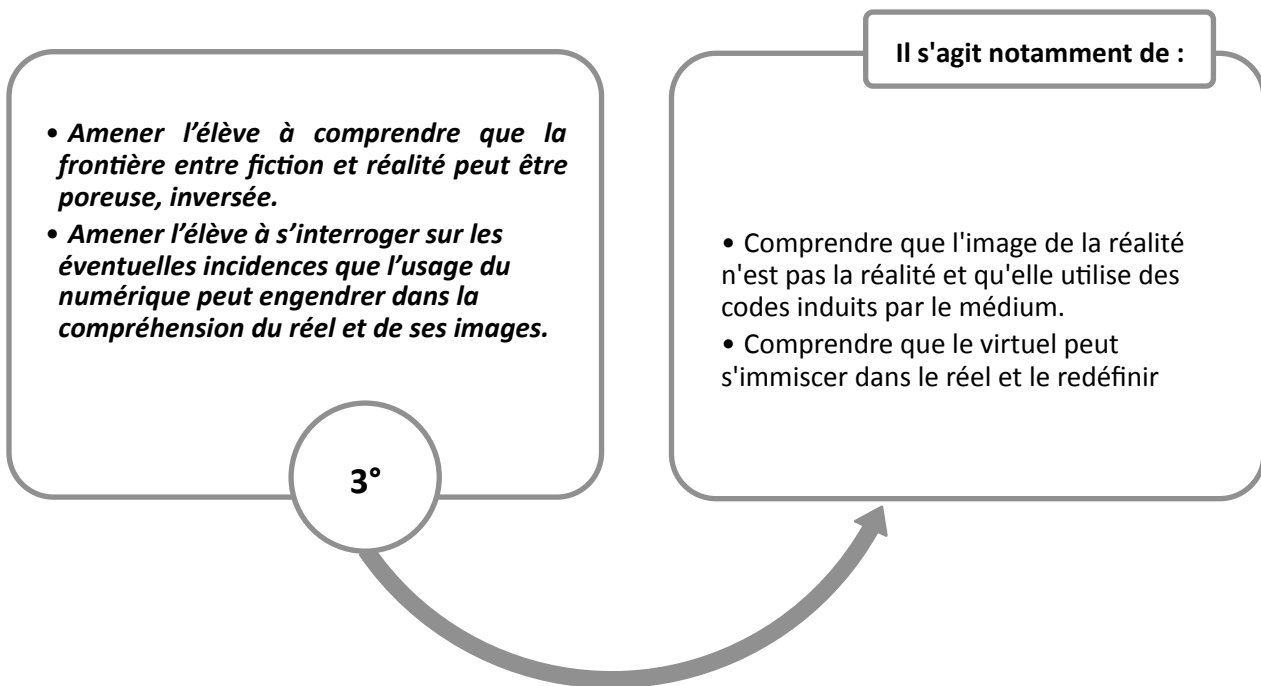 • Amener l’élève à comprendre que la
frontière entre fiction et réalité peut être
poreuse, inversée.
• Amener l’élève à s’interroger sur les
éventuelles incidences que l’usage du
numérique peut engendrer dans la
compréhension du réel et de ses images.
3°
Il s'agit notamment de :
• Comprendre que l'image de la réalité
n'est pas la réalité et qu'elle utilise des
codes induits par le médium.
• Comprendre que le virtuel peut
s'immiscer dans le réel et le redéfinir